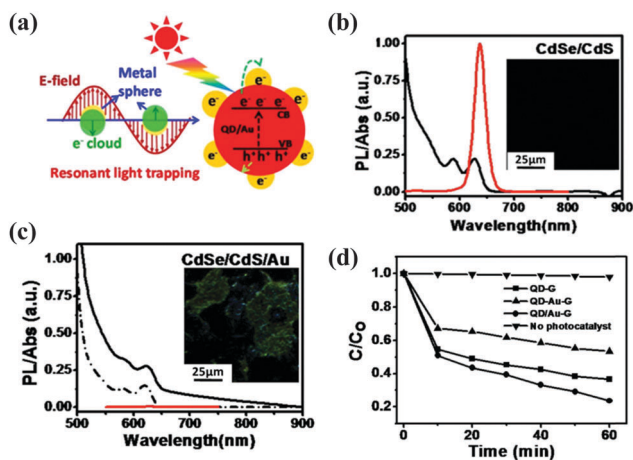 (a)
E-field
Metal
sphere
e⁻ cloud
Resonant light trapping
e⁻
e⁻
e⁻
e⁻ e⁻ e⁻
CB
QD/Au
VB
h⁺ h⁺ h⁺
e⁻
e⁻
e⁻
(b)
CdSe/CdS
PL/Abs (a.u.)
1.00
0.75
0.50
0.25
0.00
25μm
500 600 700 800 900
Wavelength(nm)
(c)
CdSe/CdS/Au
PL/Abs (a.u.)
1.00
0.75
0.50
0.25
0.00
25μm
500 600 700 800 900
Wavelength(nm)
(d)
C/C₀
1.0
0.8
0.6
0.4
0.2
QD-G
QD-Au-G
QD/Au-G
No photocatalyst
0 10 20 30 40 50 60
Time (min)